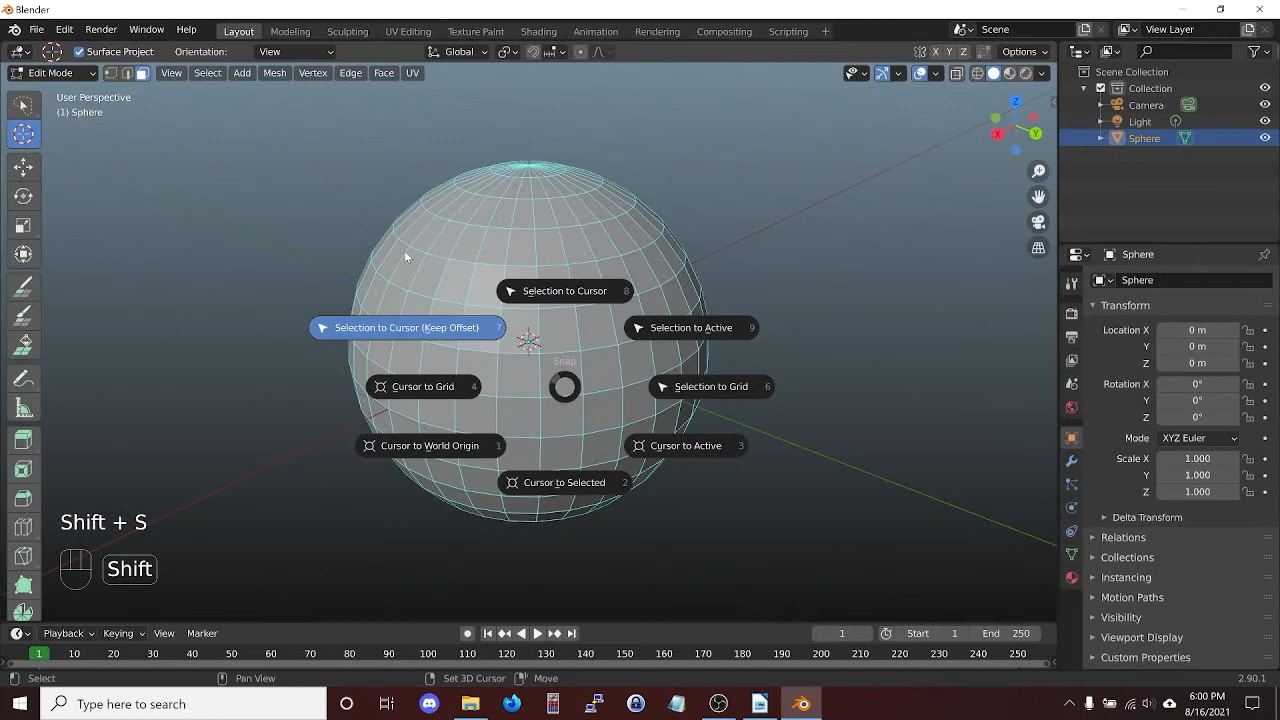 Blender
File Edit Render Window Help
Layout Modeling Sculpting UV Editing Texture Paint Shading Animation Rendering Compositing Scripting +
Scene
View Layer
Surface Project Orientation: View
Global
X Y Z Options
Edit Mode View Select Add Mesh Vertex Edge Face UV
User Perspective
(1) Sphere
Z
X Y
Scene Collection
Collection
Camera
Light
Sphere
Selection to Cursor 8
Selection to Cursor (Keep Offset) 7
Selection to Active 9
Snap
Cursor to Grid 4
Selection to Grid 6
Cursor to World Origin 1
Cursor to Active 3
Cursor to Selected 2
Shift + S
Shift
Sphere
Sphere
Transform
Location X 0 m
Y 0 m
Z 0 m
Rotation X 0°
Y 0°
Z 0°
Mode XYZ Euler
Scale X 1.000
Y 1.000
Z 1.000
Delta Transform
Relations
Collections
Instancing
Motion Paths
Visibility
Viewport Display
Custom Properties
Playback Keying View Marker
1 Start 1 End 250
1 10 20 30 40 50 60 70 80 90 100 110 120 130 140 150 160 170 180 190 200 210 220 230 240 250
Select Pan View Set 3D Cursor Move 2.90.1
Type here to search
6:00 PM
8/16/2021